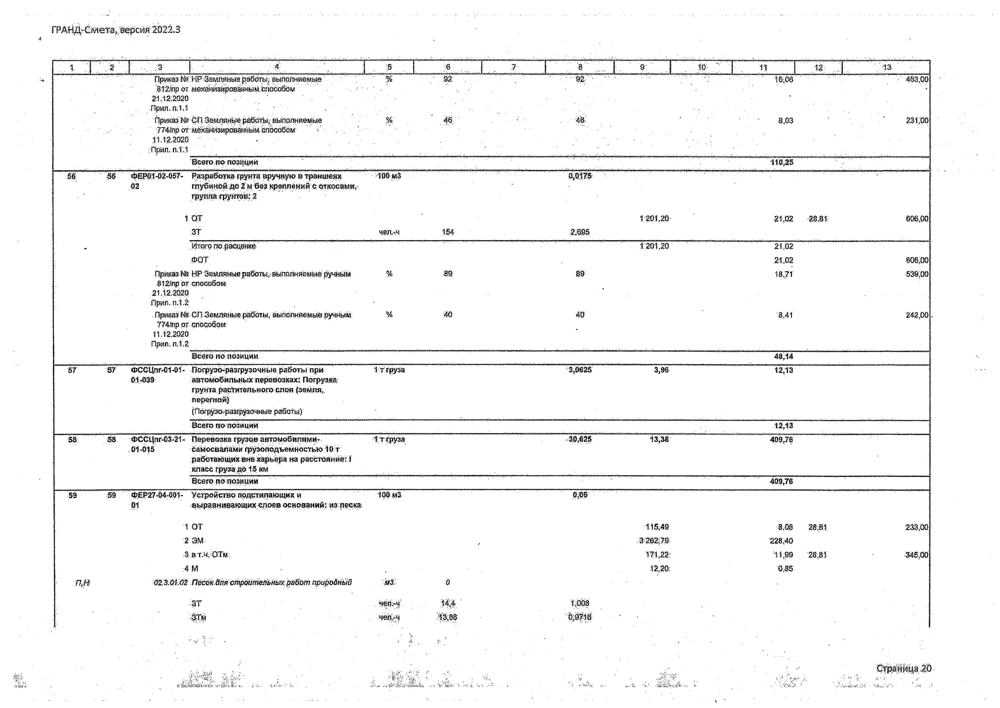 ГРАНД-Смета, версия 2022.3
1 2 3 4 5 6 7 8 9 10 11 12 13
Приказ № НР Земляные работы, выполняемые % 92 92 16,06 463,00
812/пр от механизированным способом
21.12.2020
Прил. п.1.1
Приказ № СП Земляные работы, выполняемые % 46 46 8,03 231,00
774/пр от механизированным способом
11.12.2020
Прил. п.1.1
Всего по позиции 110,25
56 56 ФЕР01-02-057- Разработка грунта вручную в траншеях 100 м3 0,0175
02 глубиной до 2 м без креплений с откосами,
группа грунтов: 2
1 ОТ 1 201,20 21,02 28,81 606,00
ЗТ чел.-ч 154 2,695
Итого по расценке 1 201,20 21,02
ФОТ 21,02 606,00
Приказ № НР Земляные работы, выполняемые ручным % 89 89 18,71 539,00
812/пр от способом
21.12.2020
Прил. п.1.2
Приказ № СП Земляные работы, выполняемые ручным % 40 40 8,41 242,00
774/пр от способом
11.12.2020
Прил. п.1.2
Всего по позиции 48,14
57 57 ФССЦпг-01-01- Погрузо-разгрузочные работы при 1 т груза 3,0625 3,96 12,13
01-039 автомобильных перевозках: Погрузка
грунта растительного слоя (земля,
перегной)
(Погрузо-разгрузочные работы)
Всего по позиции 12,13
58 58 ФССЦпг-03-21- Перевозка грузов автомобилями- 1 т груза 30,625 13,38 409,76
01-015 самосвалами грузоподъемностью 10 т
работающих вне карьера на расстояние: I
класс груза до 15 км
Всего по позиции 409,76
59 59 ФЕР27-04-001- Устройство подстилающих и 100 м3 0,06
01 выравнивающих слоев оснований: из песка
1 ОТ 115,49 8,08 28,81 233,00
2 ЭМ 3 262,79 228,40
3 в т.ч. ОТм 171,22 11,99 28,81 345,00
4 М 12,20 0,85
П,Н 02.3.01.02 Песок для строительных работ природный м3 0
ЗТ чел.-ч 14,4 1,008
ЗТм чел.-ч 13,88 0,9716
Страница 20